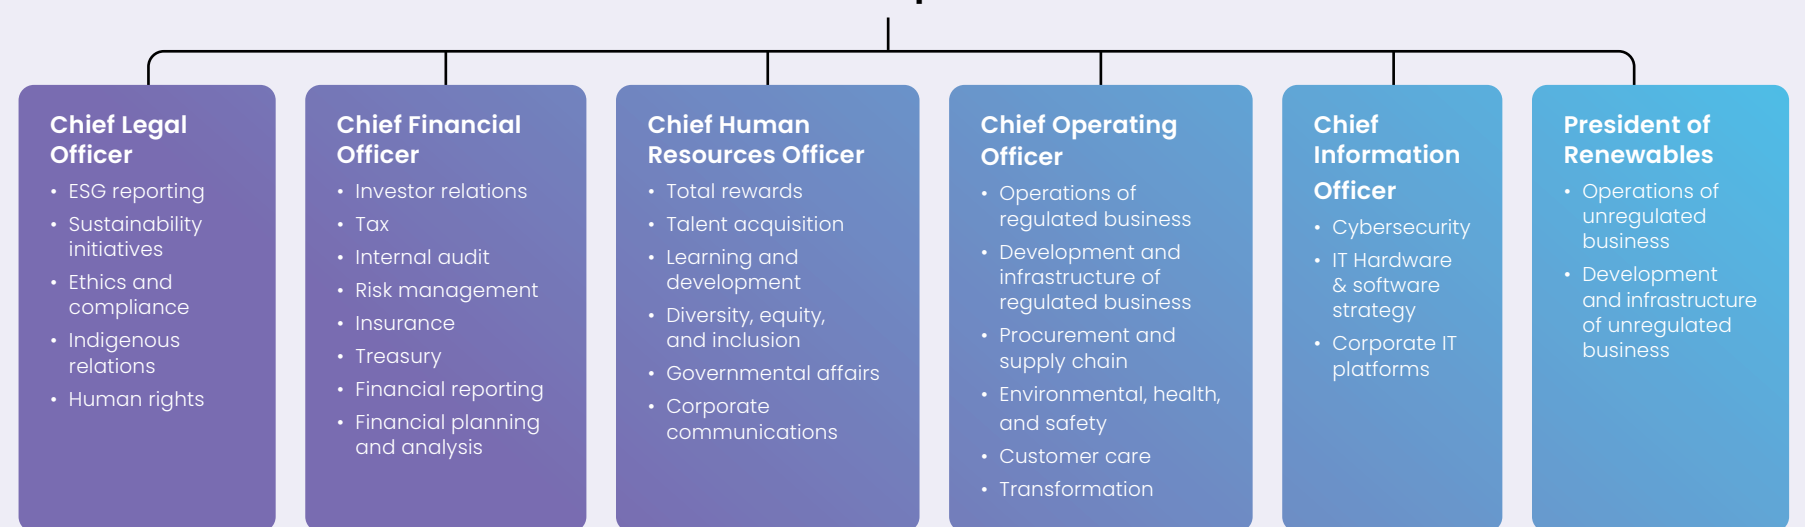 Chief Legal
Officer
• ESG reporting
• Sustainability
initiatives
• Ethics and
compliance
• Indigenous
relations
• Human rights
Chief Financial
Officer
• Investor relations
• Tax
• Internal audit
• Risk management
• Insurance
• Treasury
• Financial reporting
• Financial planning
and analysis
Chief Human
Resources Officer
• Total rewards
• Talent acquisition
• Learning and
development
• Diversity, equity,
and inclusion
• Governmental affairs
• Corporate
communications
Chief Operating
Officer
• Operations of
regulated business
• Development and
infrastructure of
regulated business
• Procurement and
supply chain
• Environmental, health,
and safety
• Customer care
• Transformation
Chief
Information
Officer
• Cybersecurity
• IT Hardware
& software
strategy
• Corporate IT
platforms
President of
Renewables
• Operations of
unregulated
business
• Development
and infrastructure
of unregulated
business